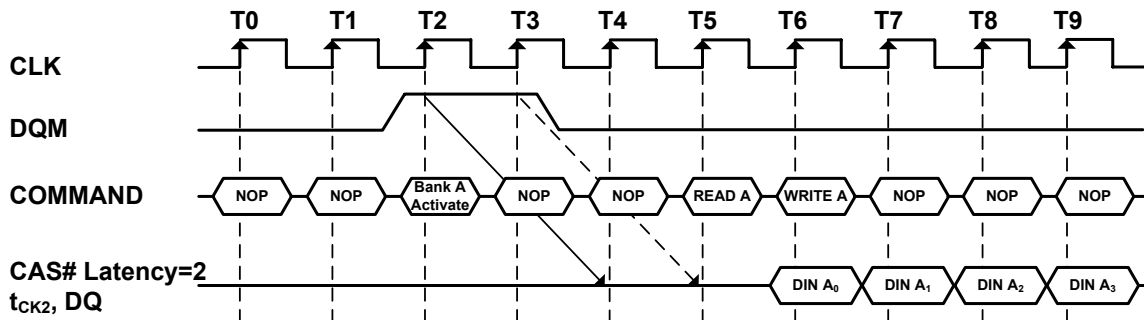 T0 T1 T2 T3 T4 T5 T6 T7 T8 T9
CLK
DQM
COMMAND
NOP NOP Bank A Activate NOP NOP READ A WRITE A NOP NOP NOP
CAS# Latency=2
tCK2, DQ
DIN A0 DIN A1 DIN A2 DIN A3